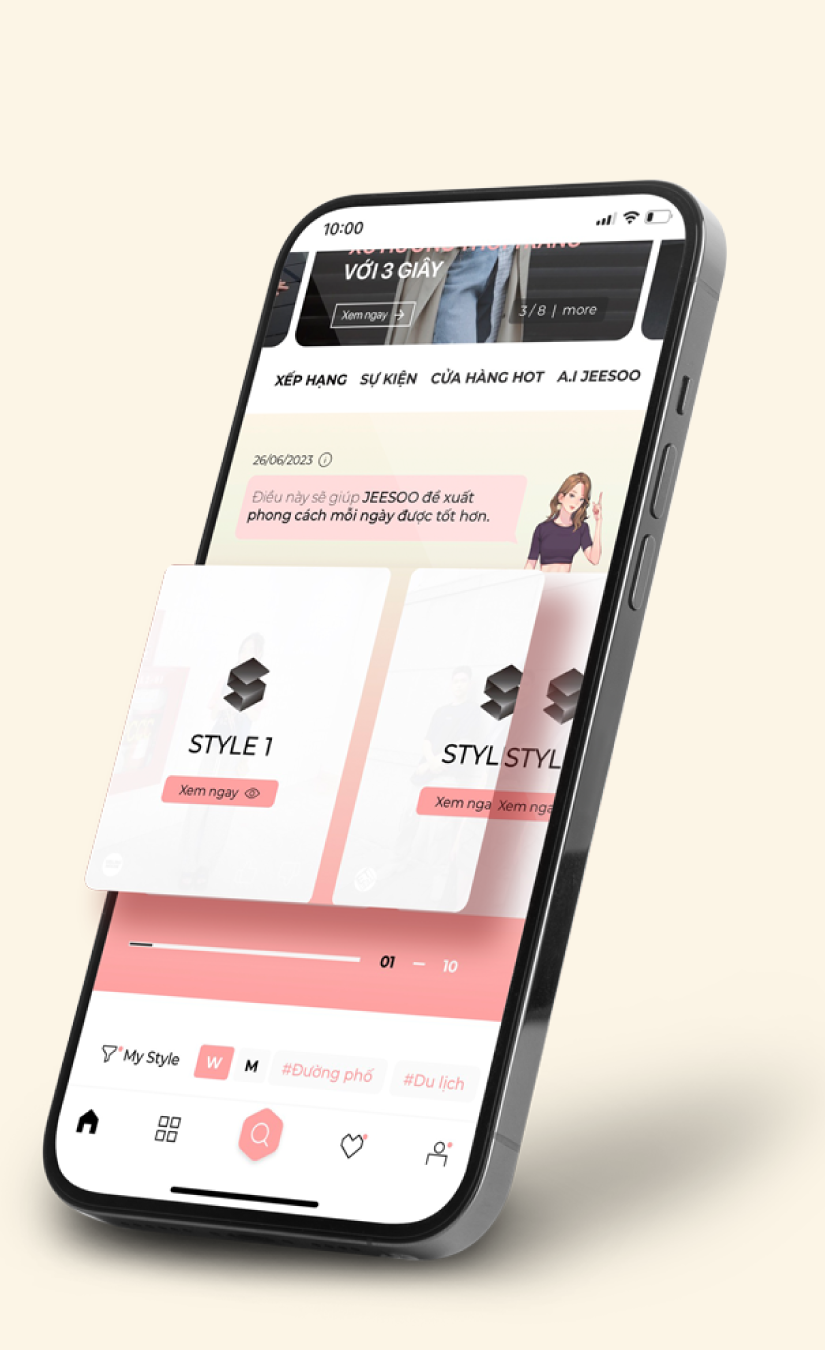 10:00
VỚI 3 GIÂY
Xem ngay
3/8 | more
XẾP HẠNG SỰ KIỆN CỬA HÀNG HOT A.I JEESOO
26/06/2023
Điều này sẽ giúp JEESOO đề xuất
phong cách mỗi ngày được tốt hơn.
STYLE 1
STYL
STYL
Xem ngay
Xem nga
Xem nga
01 – 10
My Style W M #Đường phố #Du lịch